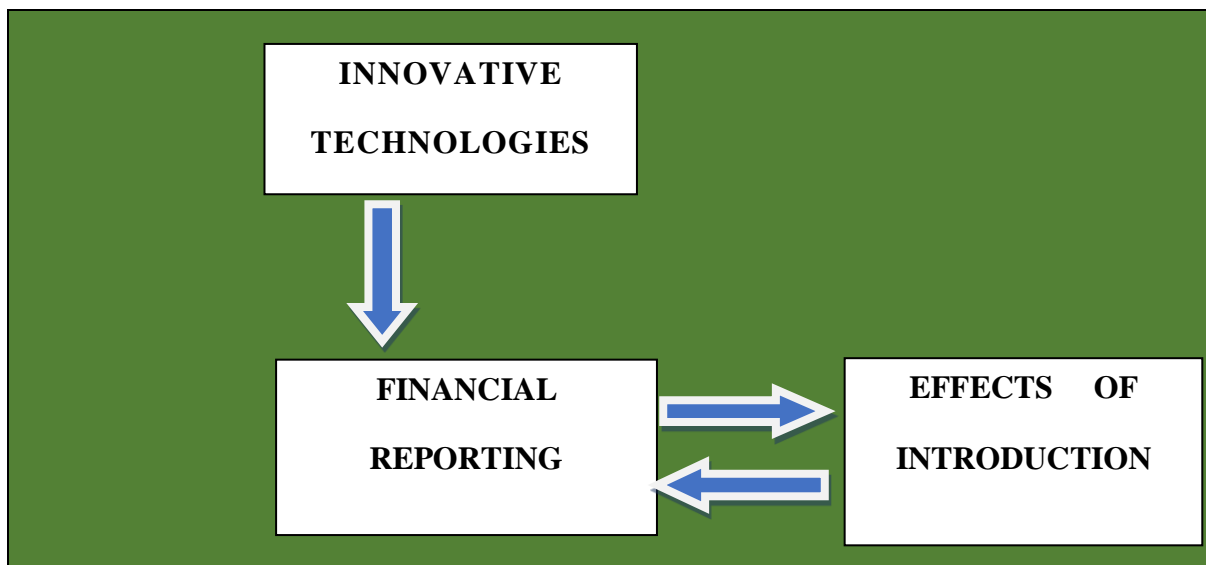 INNOVATIVE
TECHNOLOGIES
FINANCIAL
REPORTING
EFFECTS OF
INTRODUCTION